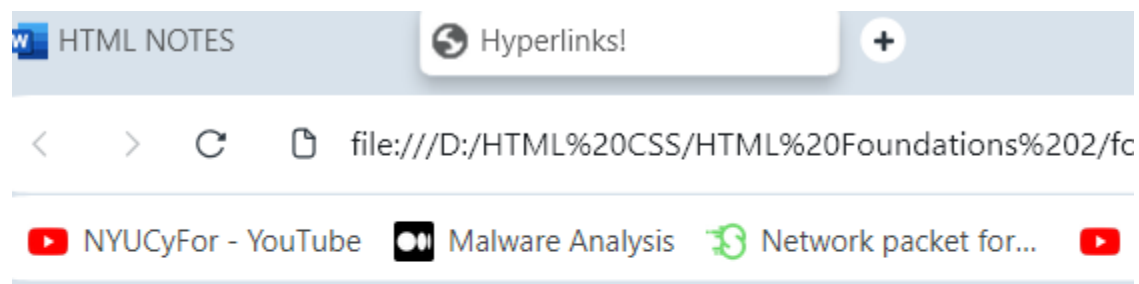 HTML NOTES Hyperlinks!
file:///D:/HTML%20CSS/HTML%20Foundations%202/fo
NYUCyFor - YouTube Malware Analysis Network packet for...